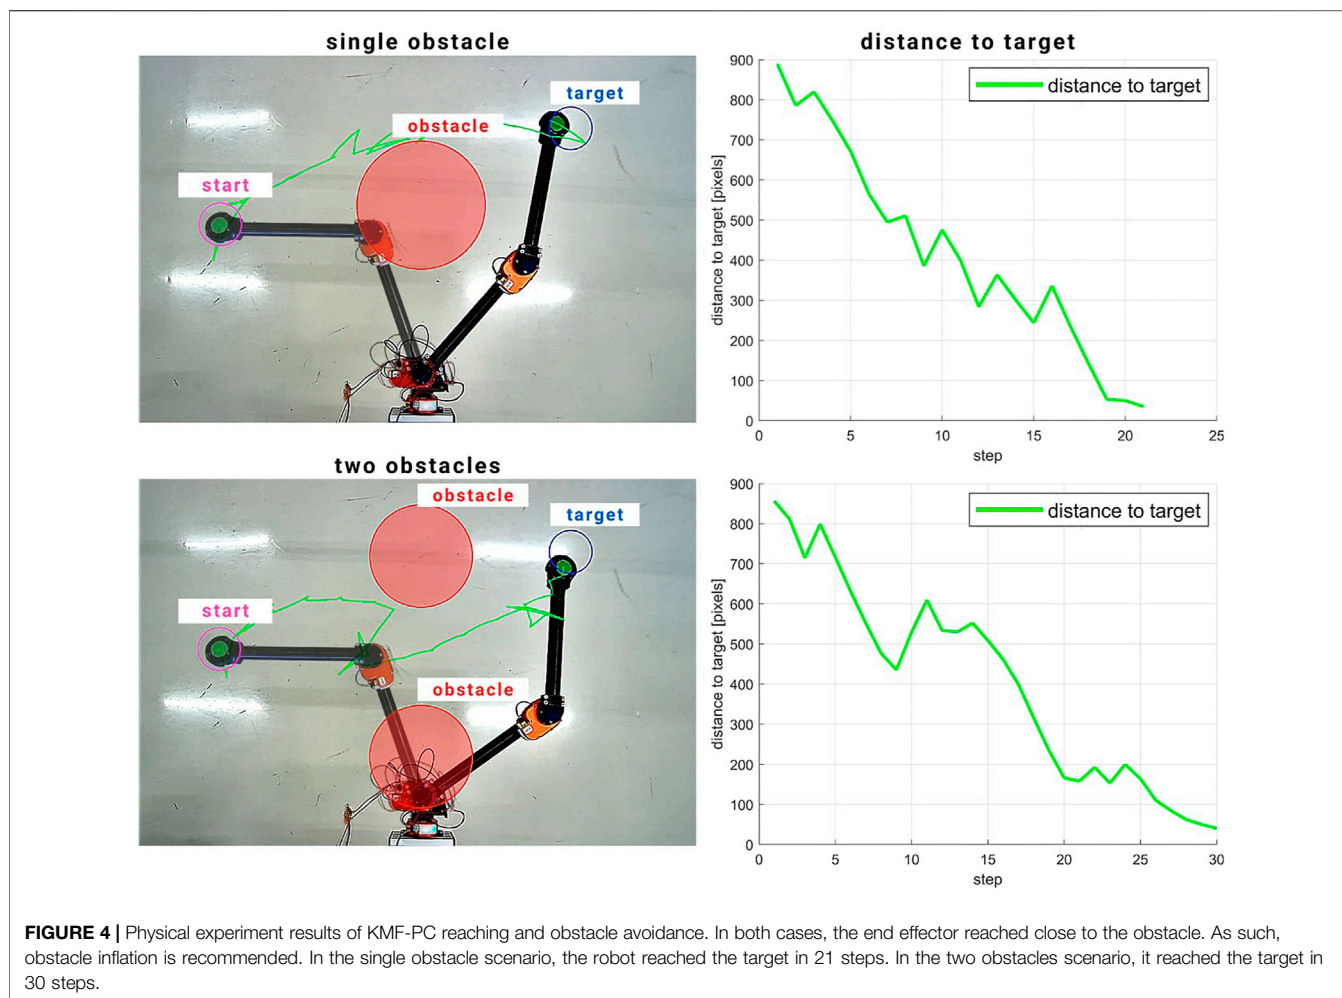 single obstacle
target
obstacle
start
distance to target
900
800
700
600
500
400
300
200
100
0
0
5
10
15
20
25
distance to target [pixels]
step
distance to target
two obstacles
obstacle
target
start
obstacle
900
800
700
600
500
400
300
200
100
0
0
5
10
15
20
25
30
distance to target [pixels]
step
distance to target
FIGURE 4 | Physical experiment results of KMF-PC reaching and obstacle avoidance. In both cases, the end effector reached close to the obstacle. As such,
obstacle inflation is recommended. In the single obstacle scenario, the robot reached the target in 21 steps. In the two obstacles scenario, it reached the target in
30 steps.